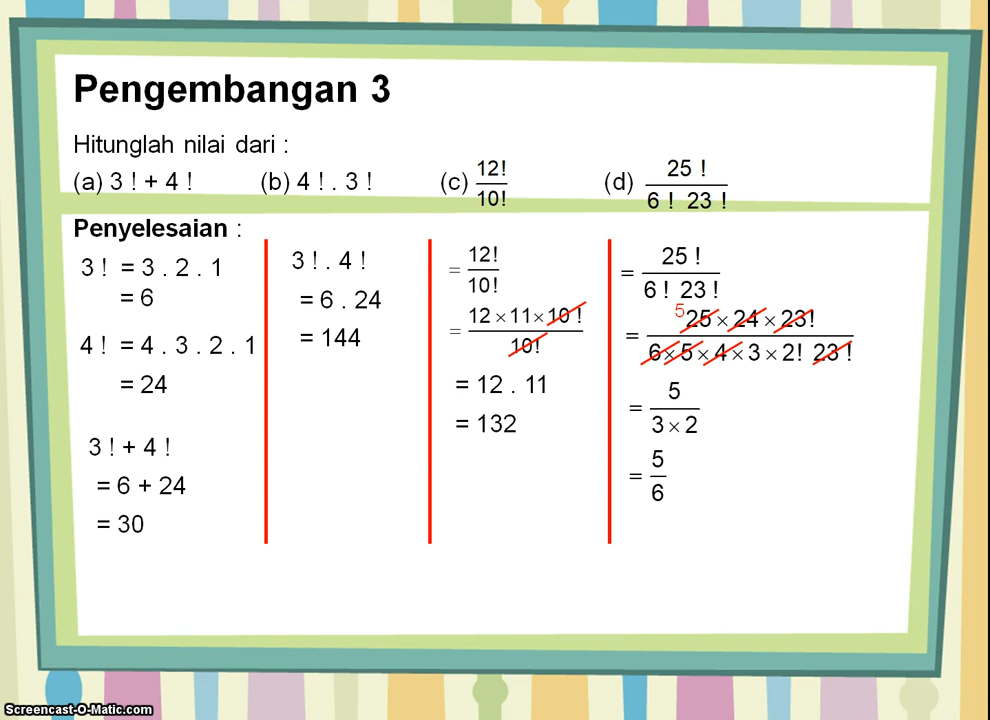 Pengembangan 3
Hitunglah nilai dari :
(a) 3 ! + 4 ! (b) 4 ! . 3 ! (c) 12! / 10! (d) 25 ! / 6 ! 23 !
Penyelesaian :
3 ! = 3 . 2 . 1
= 6
4 ! = 4 . 3 . 2 . 1
= 24
3 ! + 4 !
= 6 + 24
= 30
3 ! . 4 !
= 6 . 24
= 144
= 12! / 10!
= 12 × 11 × 10 ! / 10!
= 12 . 11
= 132
= 25 ! / 6 ! 23 !
= 5 25 × 24 × 23! / 6 × 5 × 4 × 3 × 2! 23 !
= 5 / 3 × 2
= 5 / 6
Screencast-O-Matic.com